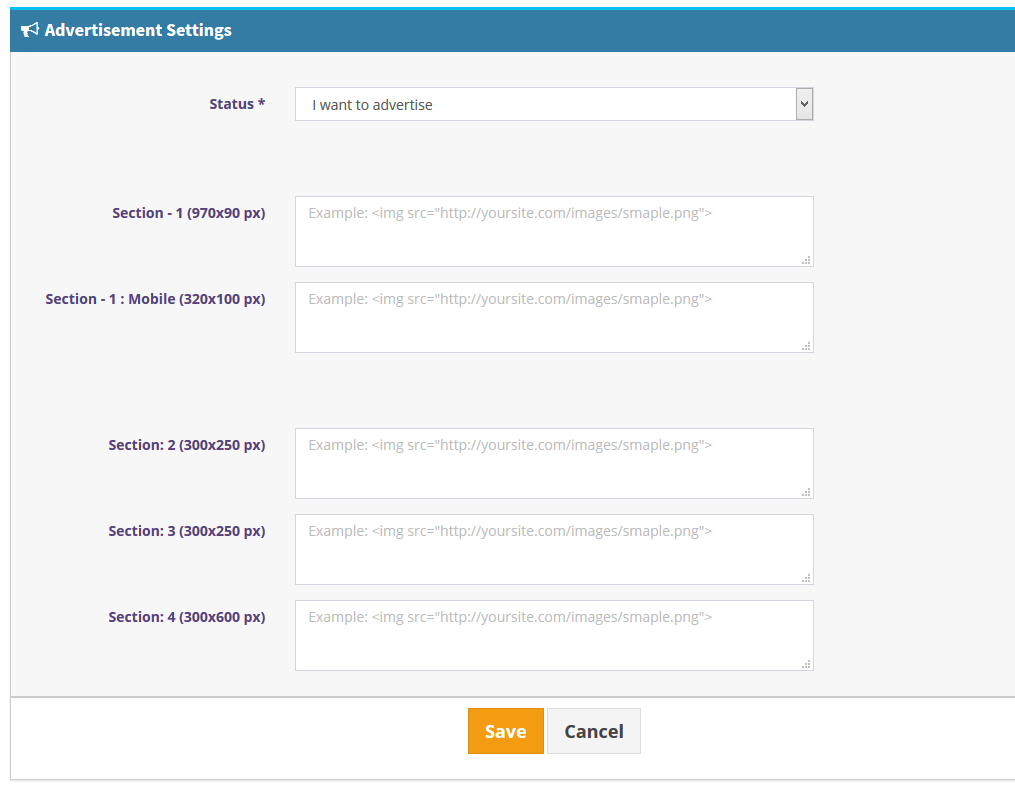 Advertisement Settings
Status *
I want to advertise
Section - 1 (970x90 px)
Example: <img src="http://yoursite.com/images/smaple.png">
Section - 1 : Mobile (320x100 px)
Example: <img src="http://yoursite.com/images/smaple.png">
Section: 2 (300x250 px)
Example: <img src="http://yoursite.com/images/smaple.png">
Section: 3 (300x250 px)
Example: <img src="http://yoursite.com/images/smaple.png">
Section: 4 (300x600 px)
Example: <img src="http://yoursite.com/images/smaple.png">
Save
Cancel